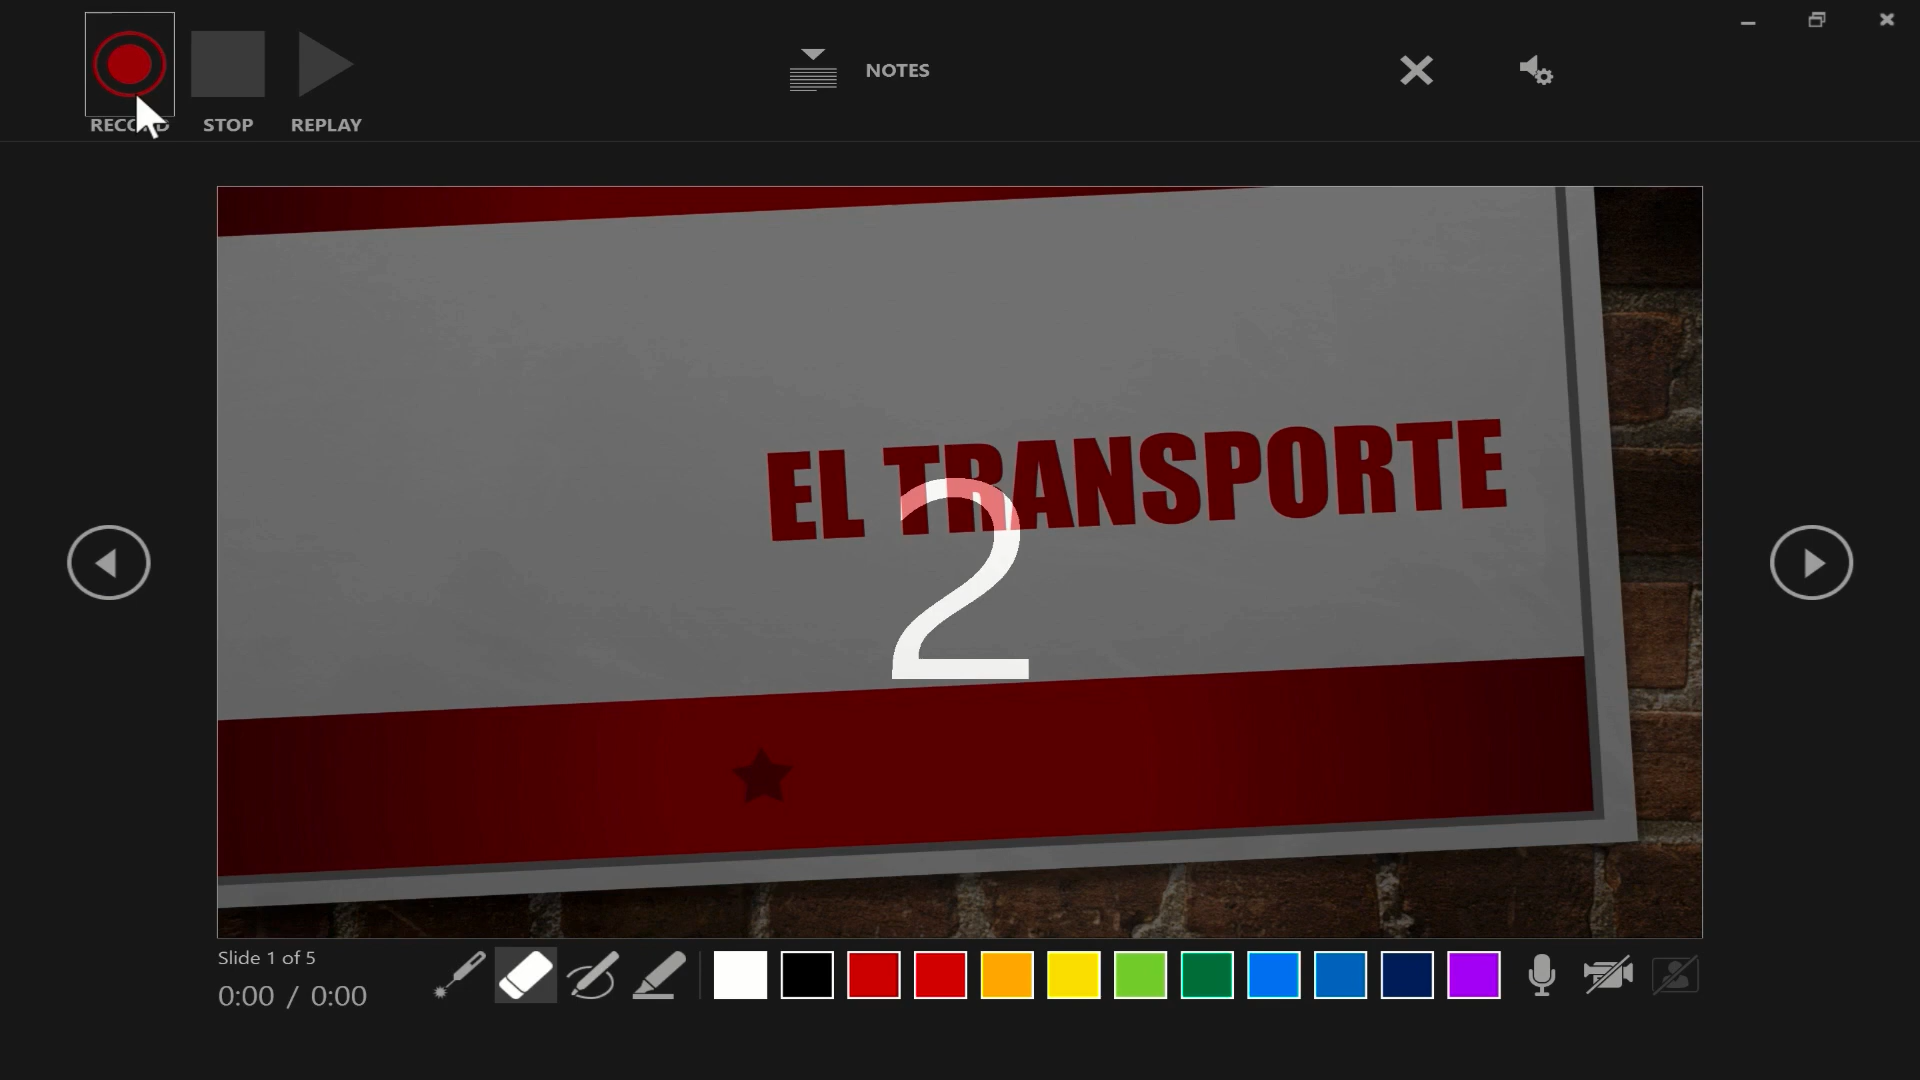 RECORD
STOP
REPLAY
NOTES
EL TRANSPORTE
2
Slide 1 of 5
0:00 / 0:00